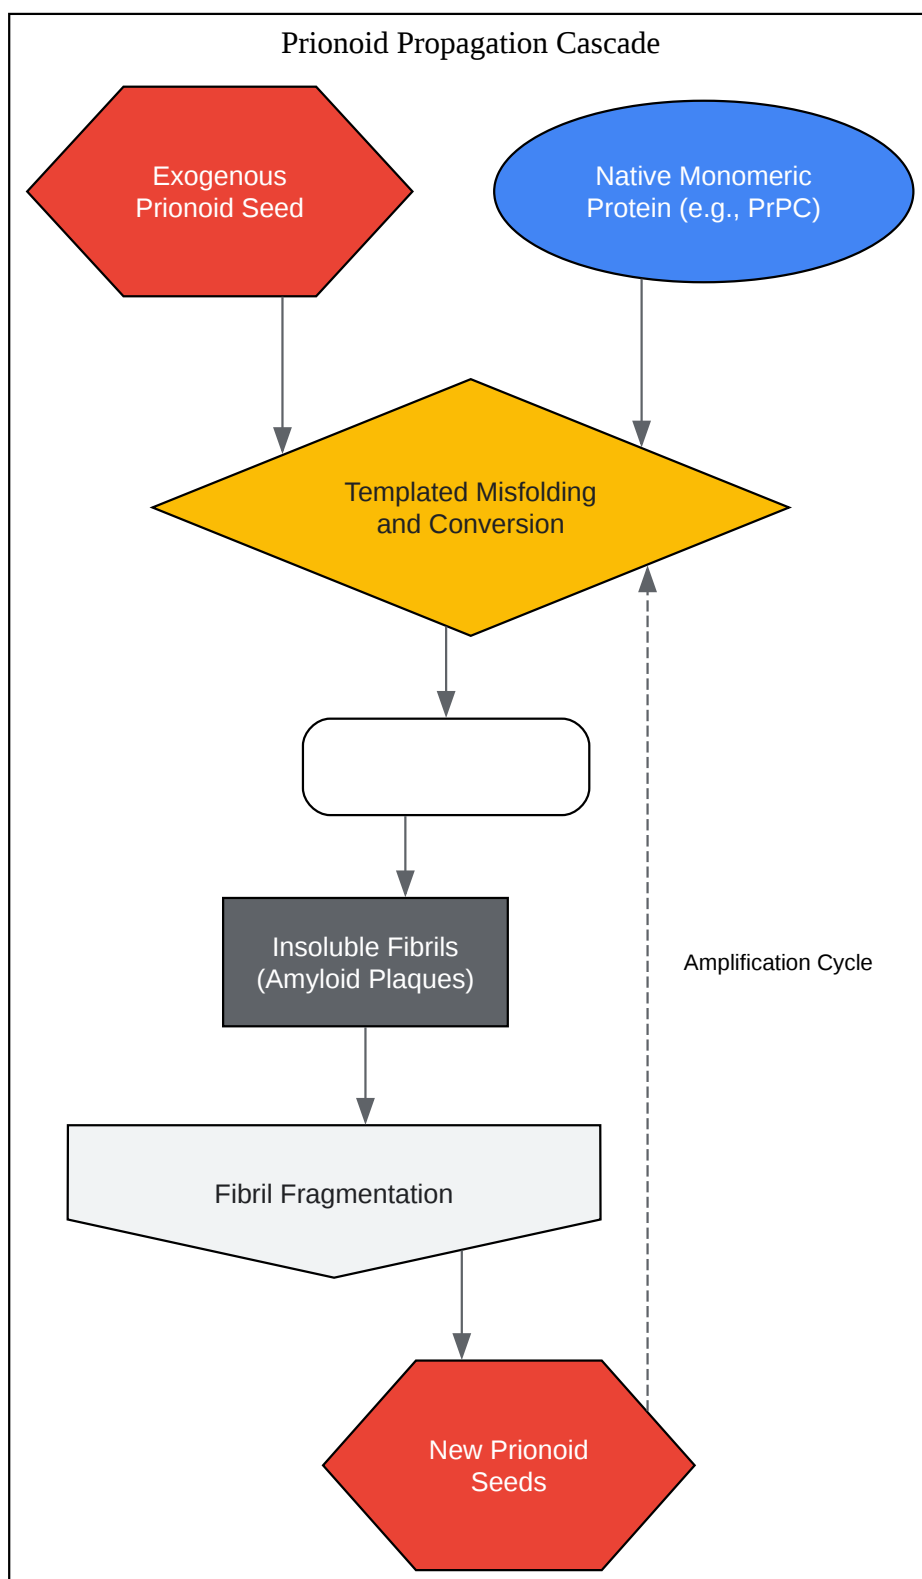 Prionoid Propagation Cascade
Exogenous
Prionoid Seed
Native Monomeric
Protein (e.g., PrPC)
Templated Misfolding
and Conversion
Insoluble Fibrils
(Amyloid Plaques)
Amplification Cycle
Fibril Fragmentation
New Prionoid
Seeds